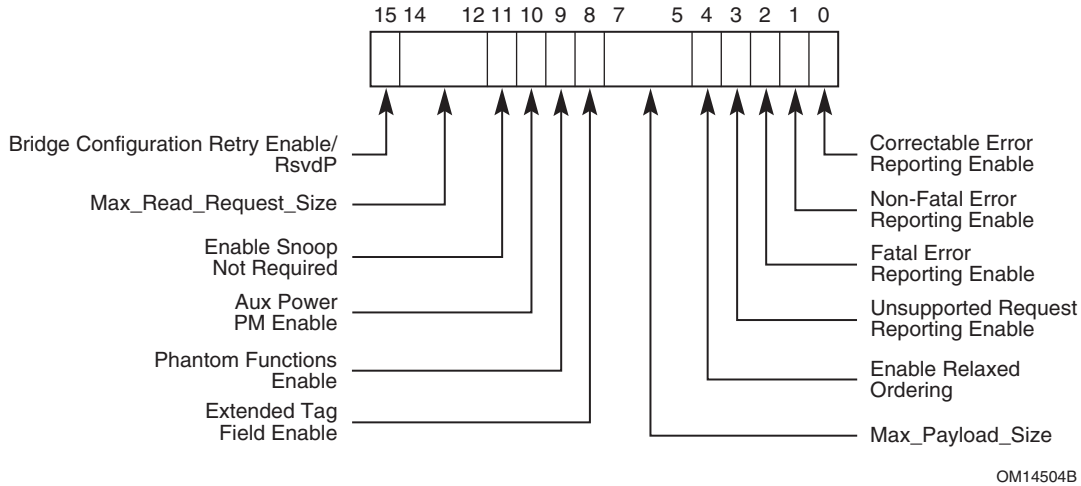 15 14 12 11 10 9 8 7 5 4 3 2 1 0
Bridge Configuration Retry Enable/
RsvdP
Max_Read_Request_Size
Enable Snoop
Not Required
Aux Power
PM Enable
Phantom Functions
Enable
Extended Tag
Field Enable
Correctable Error
Reporting Enable
Non-Fatal Error
Reporting Enable
Fatal Error
Reporting Enable
Unsupported Request
Reporting Enable
Enable Relaxed
Ordering
Max_Payload_Size
OM14504B